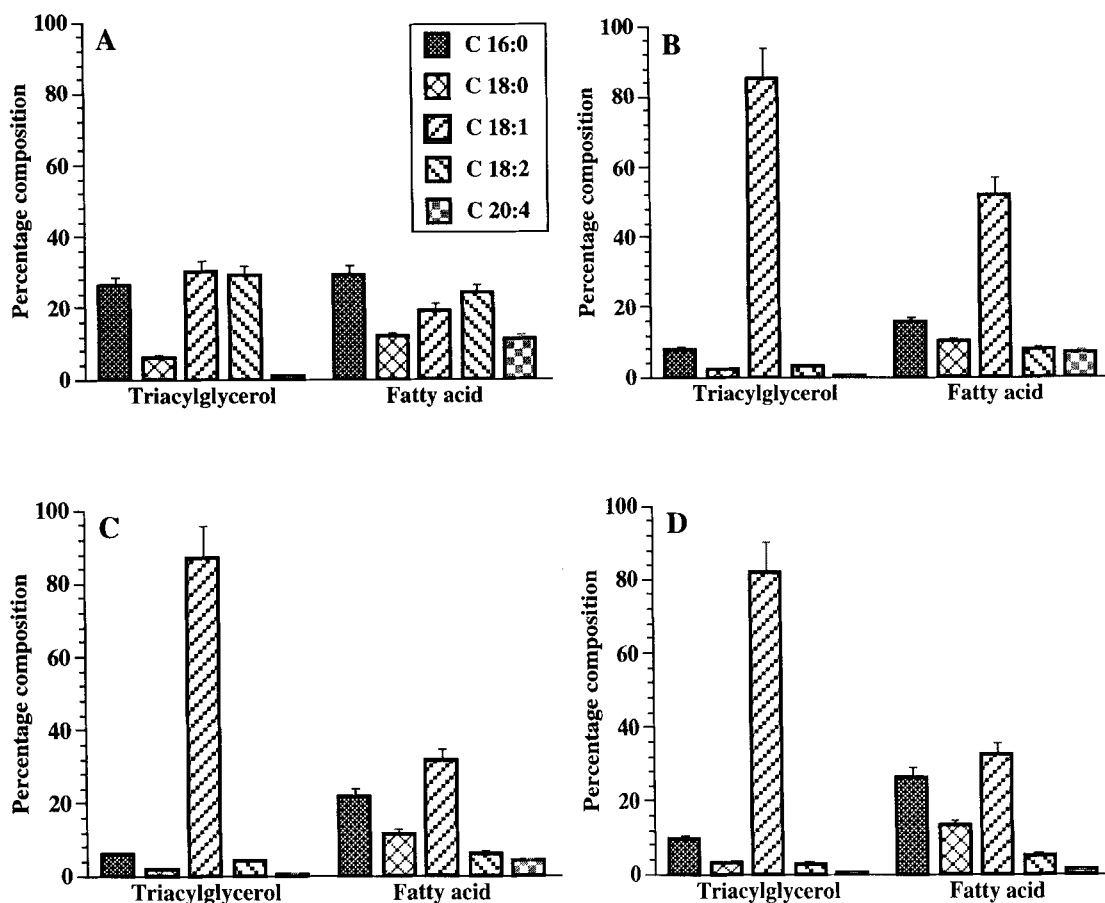 A
Percentage composition
100
80
60
40
20
0
C 16:0
C 18:0
C 18:1
C 18:2
C 20:4
Triacylglycerol
Fatty acid
B
Percentage composition
100
80
60
40
20
0
Triacylglycerol
Fatty acid
C
Percentage composition
100
80
60
40
20
0
Triacylglycerol
Fatty acid
D
Percentage composition
100
80
60
40
20
0
Triacylglycerol
Fatty acid